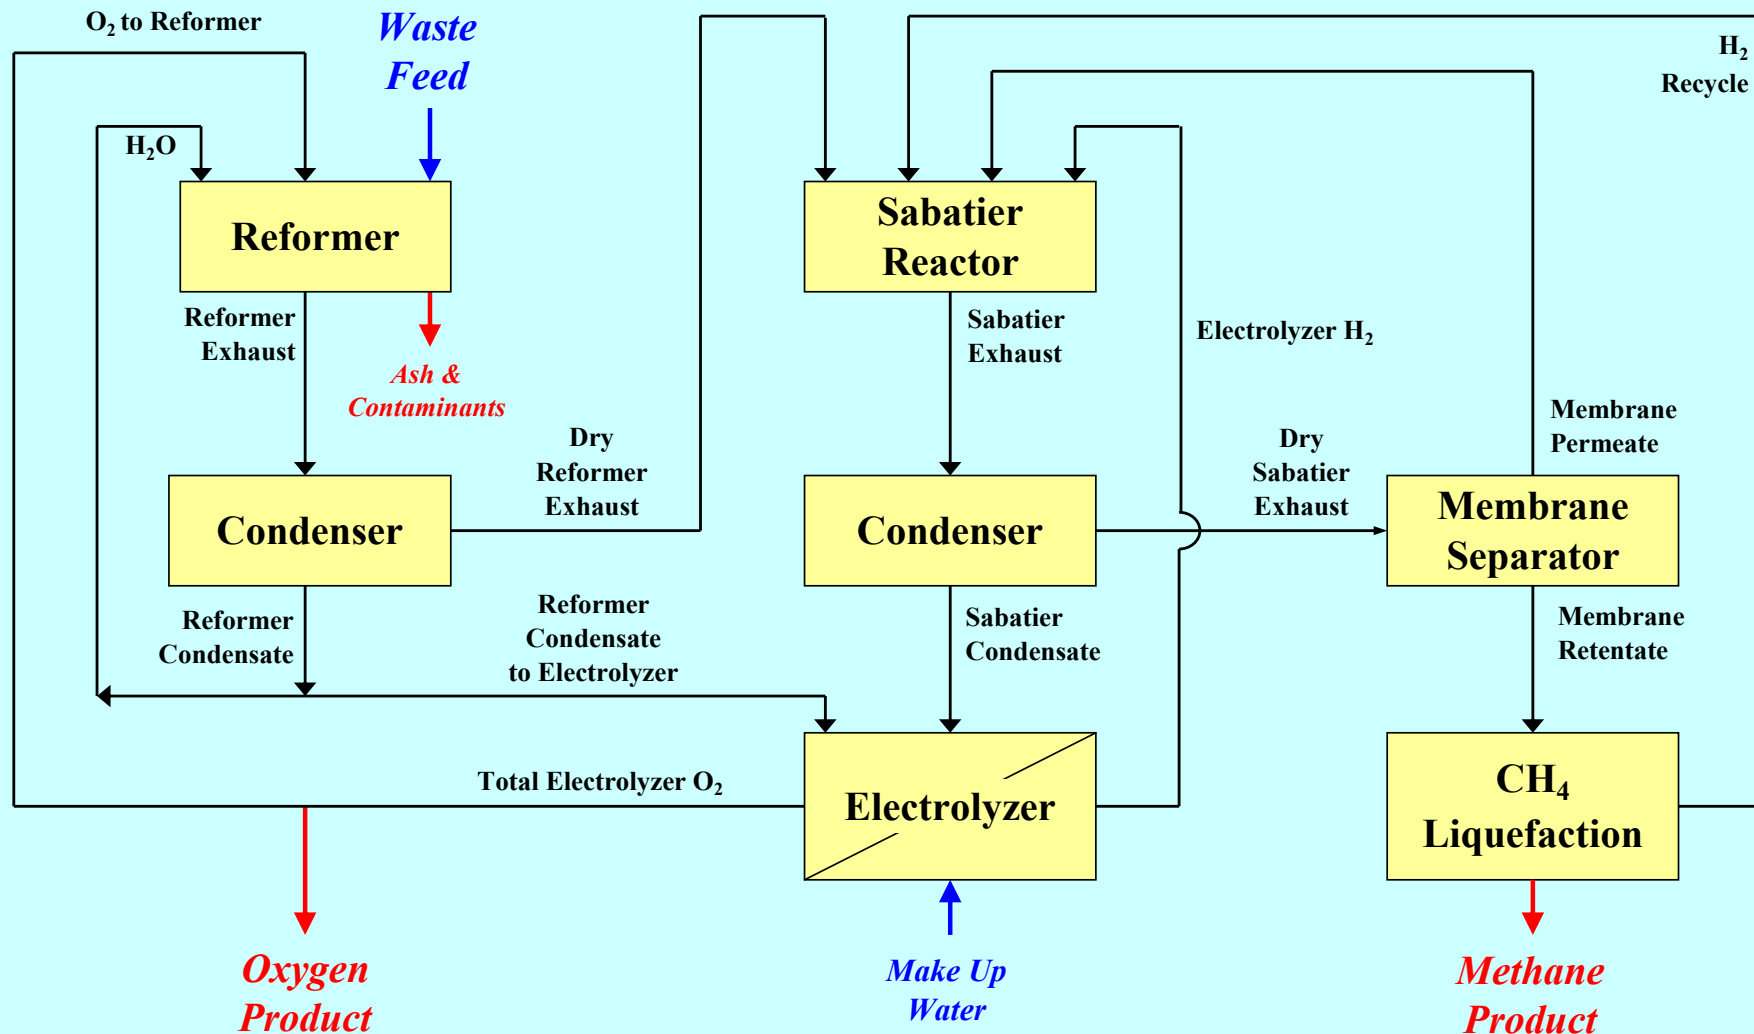 O₂ to Reformer
Waste
Feed
H₂
Recycle
H₂O
Reformer
Sabatier
Reactor
Reformer
Exhaust
Ash &
Contaminants
Sabatier
Exhaust
Electrolyzer H₂
Dry
Reformer
Exhaust
Dry
Sabatier
Exhaust
Membrane
Permeate
Condenser
Condenser
Membrane
Separator
Reformer
Condensate
Reformer
Condensate
to Electrolyzer
Sabatier
Condensate
Membrane
Retentate
Total Electrolyzer O₂
Electrolyzer
CH₄
Liquefaction
Oxygen
Product
Make Up
Water
Methane
Product